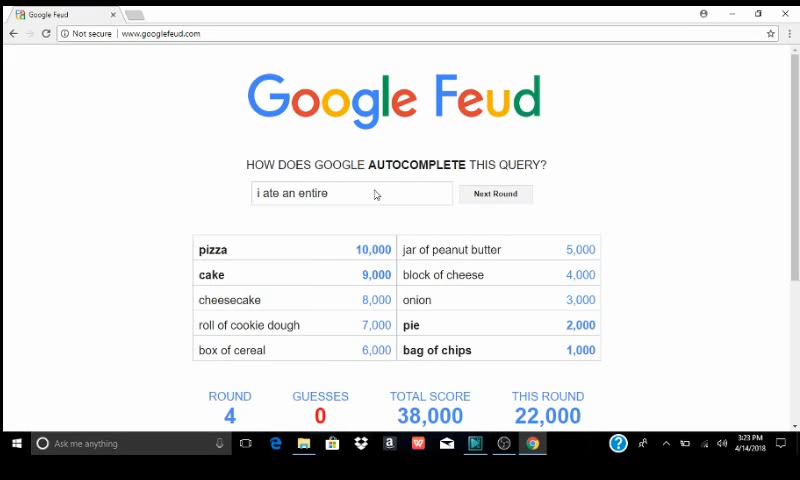 Google Feud
Not secure | www.googlefeud.com
Google Feud
HOW DOES GOOGLE AUTOCOMPLETE THIS QUERY?
i ate an entire
Next Round
pizza 10,000 jar of peanut butter 5,000
cake 9,000 block of cheese 4,000
cheesecake 8,000 onion 3,000
roll of cookie dough 7,000 pie 2,000
box of cereal 6,000 bag of chips 1,000
ROUND GUESSES TOTAL SCORE THIS ROUND
4 0 38,000 22,000
Ask me anything
3:23 PM
4/14/2018